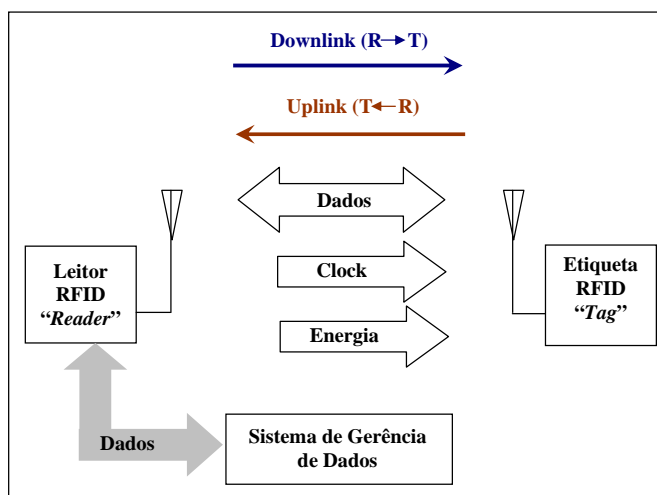 Downlink (R→T)
Uplink (T←R)
Dados
Leitor
RFID
“Reader”
Clock
Etiqueta
RFID
“Tag”
Energia
Dados
Sistema de Gerência
de Dados